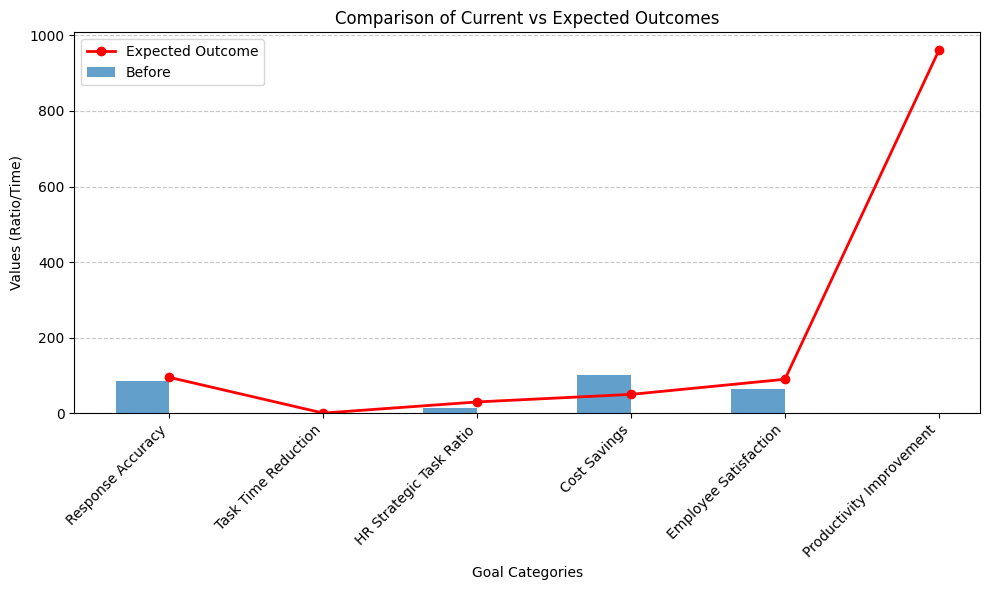 Comparison of Current vs Expected Outcomes
Expected Outcome
Before
Values (Ratio/Time)
1000
800
600
400
200
0
Response Accuracy
Task Time Reduction
HR Strategic Task Ratio
Cost Savings
Employee Satisfaction
Productivity Improvement
Goal Categories